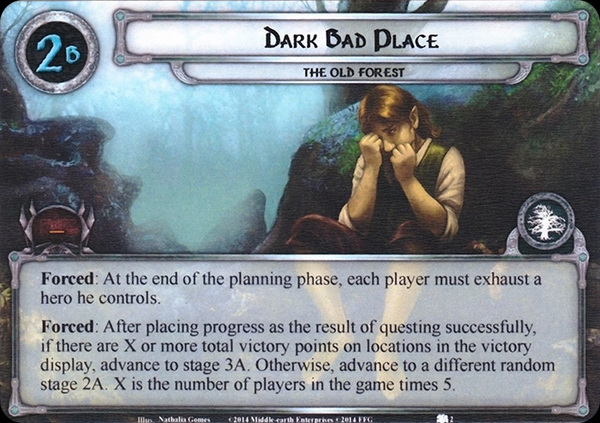 2B
DARK BAD PLACE
THE OLD FOREST
–
Forced: At the end of the planning phase, each player must exhaust a
hero he controls.
Forced: After placing progress as the result of questing successfully,
if there are X or more total victory points on locations in the victory
display, advance to stage 3A. Otherwise, advance to a different random
stage 2A. X is the number of players in the game times 5.
Illus. Nathalia Gomes ©2014 Middle-earth Enterprises ©2014 FFG 2